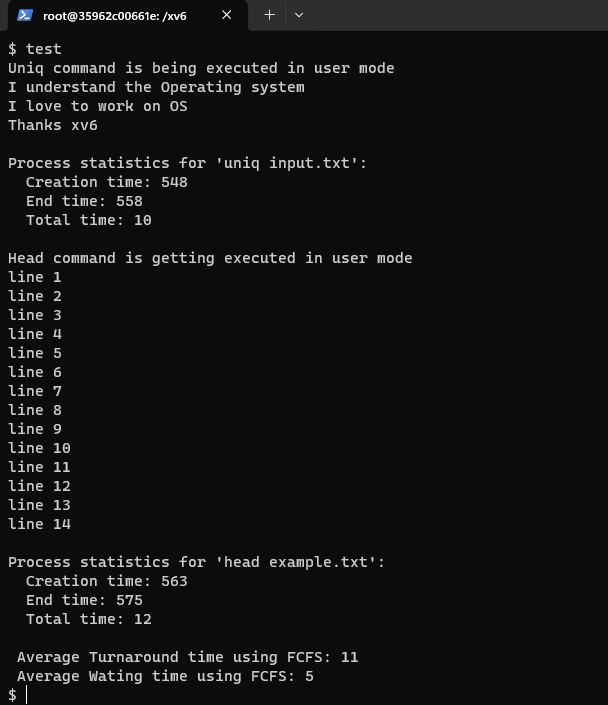 root@35962c00661e: /xv6
$ test
Uniq command is being executed in user mode
I understand the Operating system
I love to work on OS
Thanks xv6
Process statistics for 'uniq input.txt':
Creation time: 548
End time: 558
Total time: 10
Head command is getting executed in user mode
line 1
line 2
line 3
line 4
line 5
line 6
line 7
line 8
line 9
line 10
line 11
line 12
line 13
line 14
Process statistics for 'head example.txt':
Creation time: 563
End time: 575
Total time: 12
Average Turnaround time using FCFS: 11
Average Wating time using FCFS: 5
$